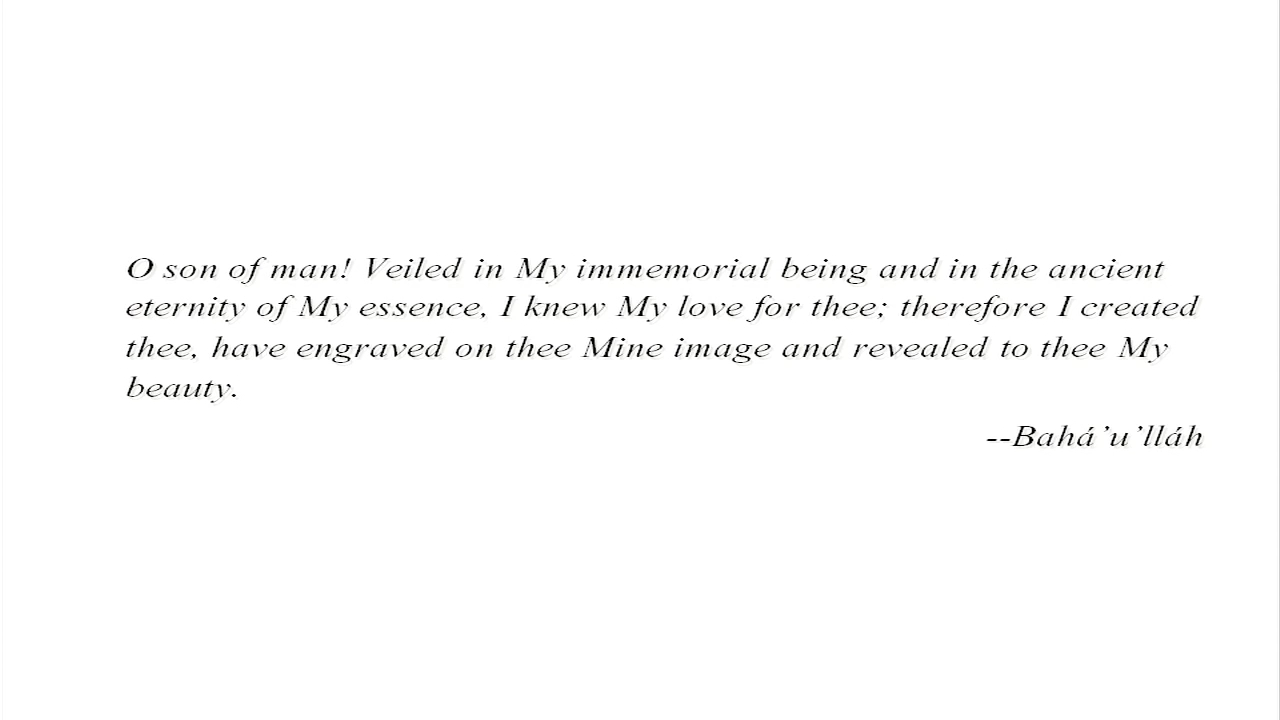 O son of man! Veiled in My immemorial being and in the ancient
eternity of My essence, I knew My love for thee; therefore I created
thee, have engraved on thee Mine image and revealed to thee My
beauty.
--Bahá’u’lláh